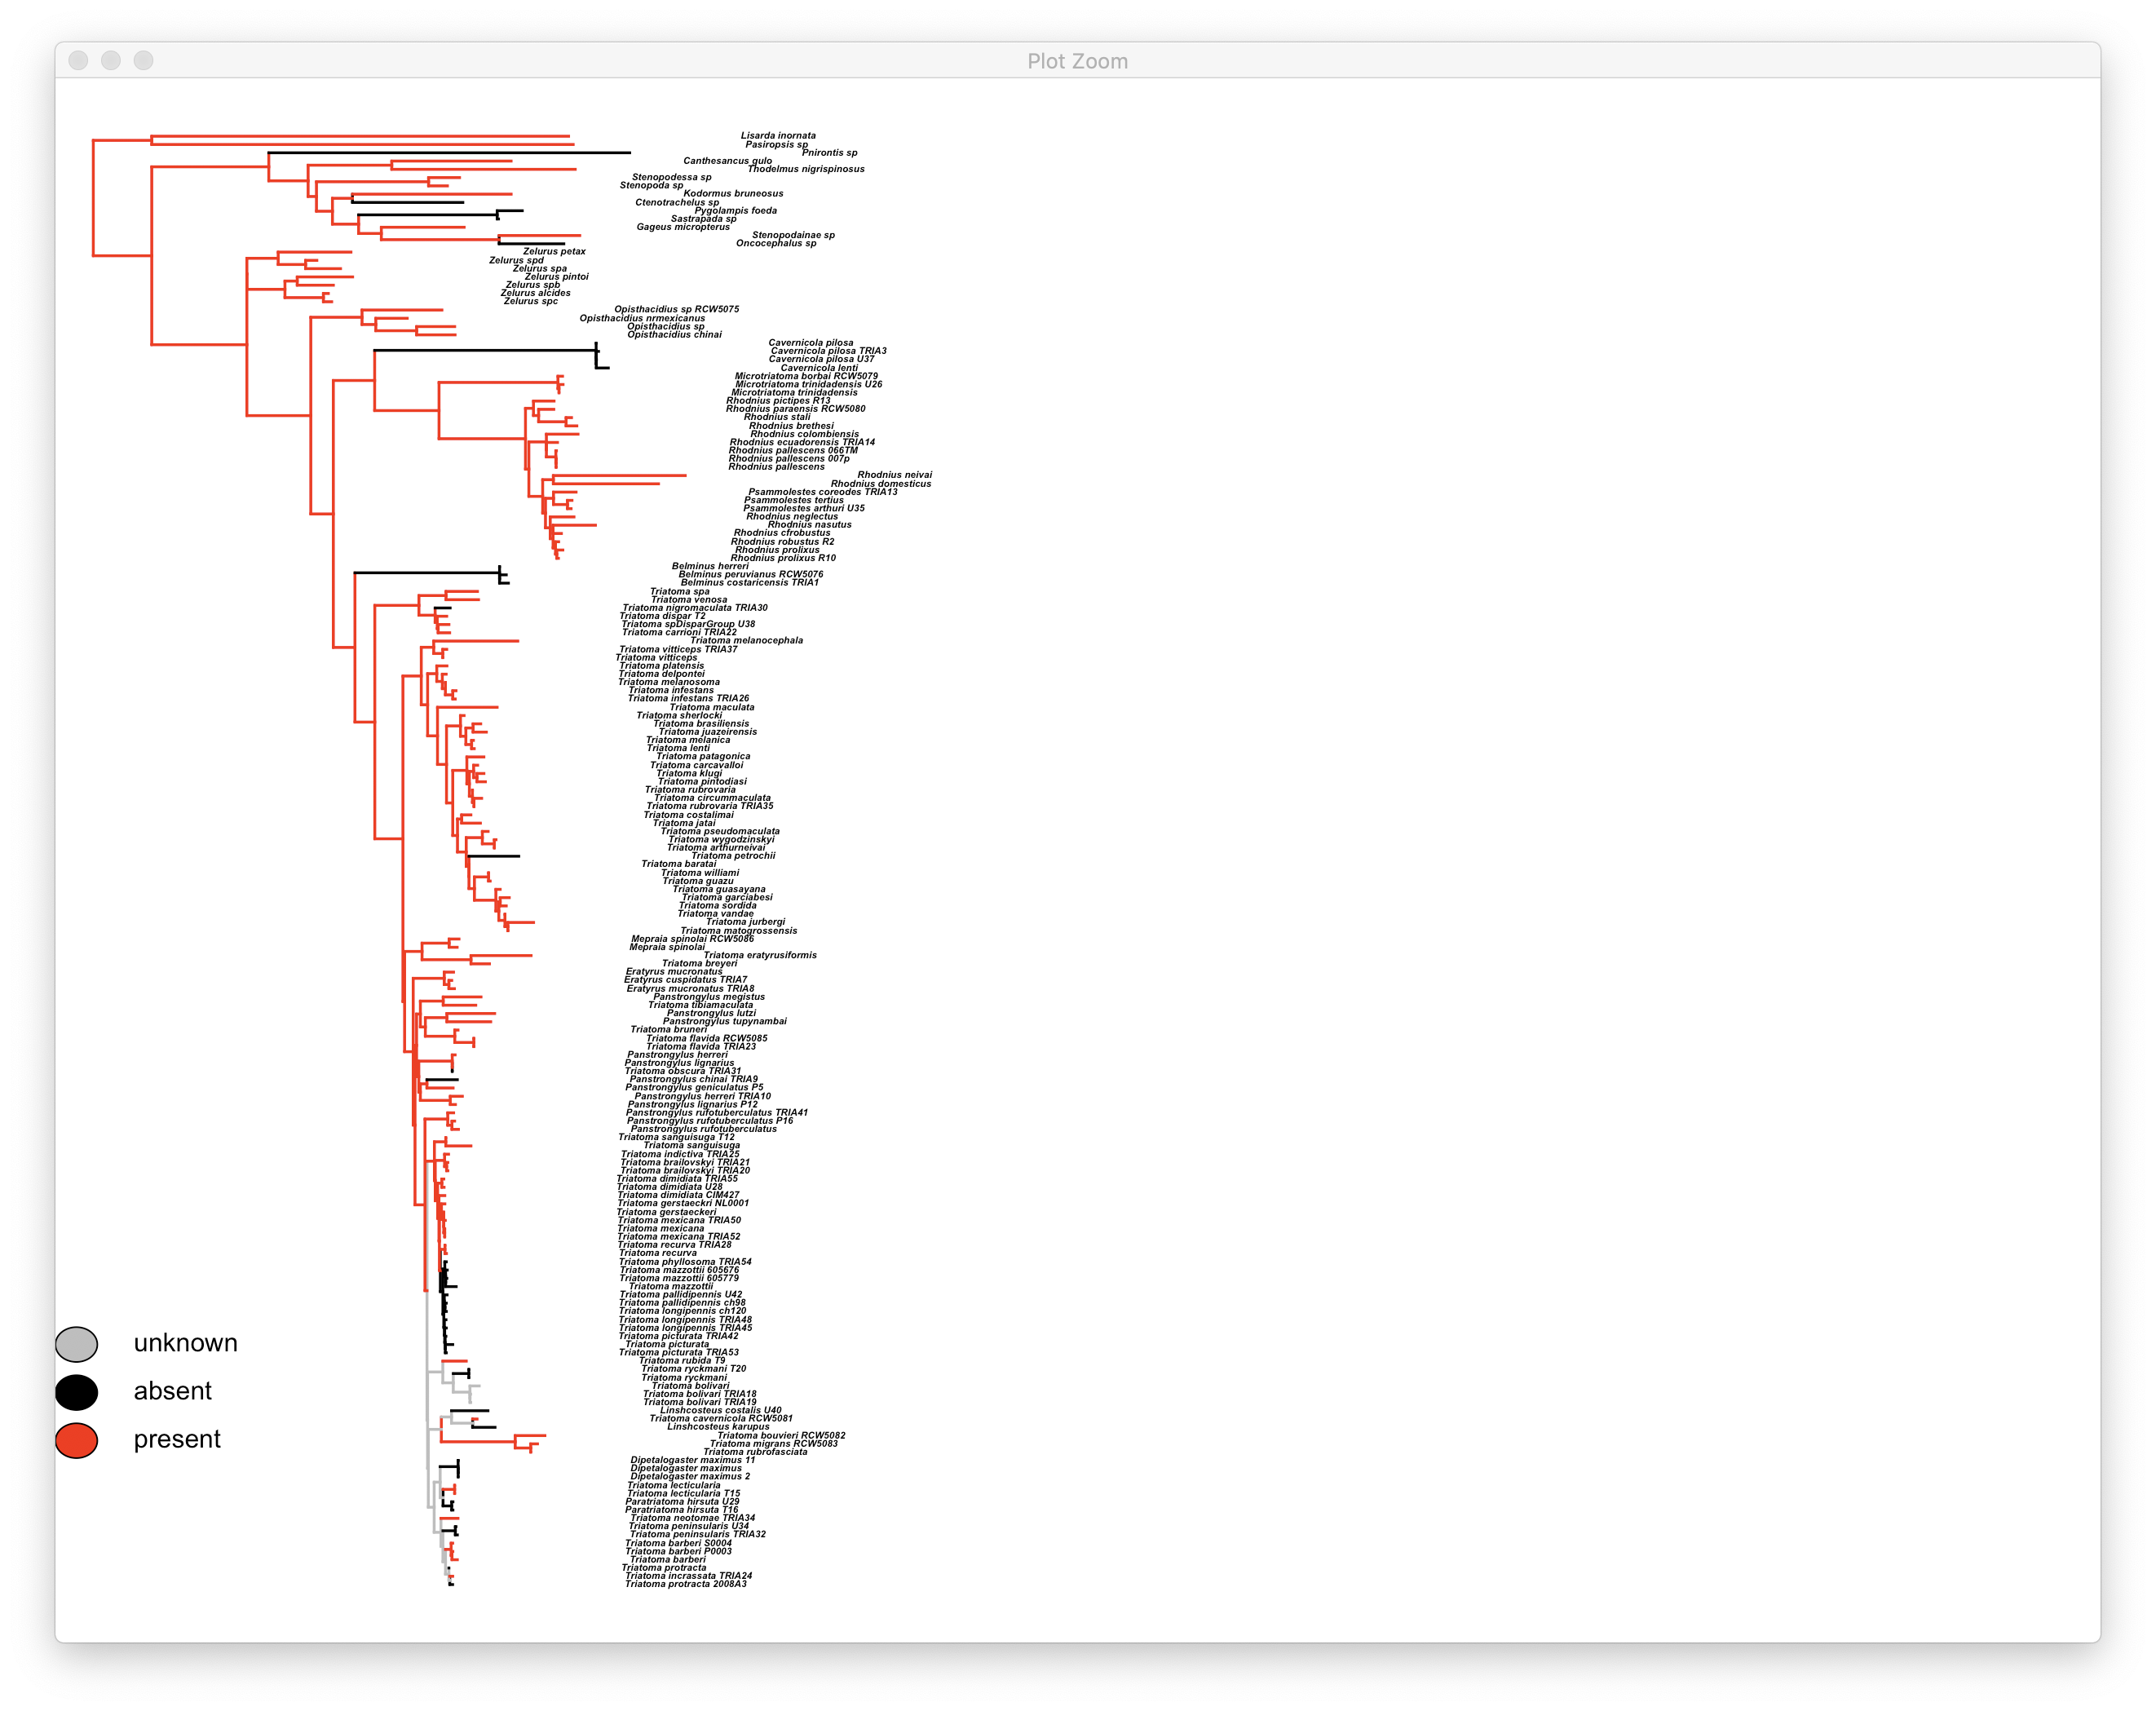 Plot Zoom
Lisarda inornata
Pasiropsis sp
Pnirontis sp
Canthesancus gulo
Thodelmus nigrispinosus
Stenopodessa sp
Stenopoda sp
Kodormus bruneosus
Ctenotrachelus sp
Pygolampis foeda
Sastrapada sp
Gageus micropterus
Stenopodainae sp
Oncocephalus sp
Zelurus petax
Zelurus spd
Zelurus spa
Zelurus pintoi
Zelurus spb
Zelurus alcides
Zelurus spc
Opisthacidius sp RCW5075
Opisthacidius nrmexicanus
Opisthacidius sp
Opisthacidius chinai
Cavernicola pilosa
Cavernicola pilosa TRIA3
Cavernicola pilosa U37
Cavernicola lenti
Microtriatoma borbai RCW5079
Microtriatoma trinidadensis U26
Microtriatoma trinidadensis
Rhodnius pictipes R13
Rhodnius paraensis RCW5080
Rhodnius stali
Rhodnius brethesi
Rhodnius colombiensis
Rhodnius ecuadorensis TRIA14
Rhodnius pallescens 066TM
Rhodnius pallescens 007p
Rhodnius pallescens
Rhodnius neivai
Rhodnius domesticus
Psammolestes coreodes TRIA13
Psammolestes tertius
Psammolestes arthuri U35
Rhodnius neglectus
Rhodnius nasutus
Rhodnius cfrobustus
Rhodnius robustus R2
Rhodnius prolixus
Rhodnius prolixus R10
Belminus herreri
Belminus peruvianus RCW5076
Belminus costaricensis TRIA1
Triatoma spa
Triatoma venosa
Triatoma nigromaculata TRIA30
Triatoma dispar T2
Triatoma spDisparGroup U38
Triatoma carrioni TRIA22
Triatoma melanocephala
Triatoma vitticeps TRIA37
Triatoma vitticeps
Triatoma platensis
Triatoma delpontei
Triatoma melanosoma
Triatoma infestans
Triatoma infestans TRIA26
Triatoma maculata
Triatoma sherlocki
Triatoma brasiliensis
Triatoma juazeirensis
Triatoma melanica
Triatoma lenti
Triatoma patagonica
Triatoma carcavalloi
Triatoma klugi
Triatoma pintodiasi
Triatoma rubrovaria
Triatoma circummaculata
Triatoma rubrovaria TRIA35
Triatoma costalimai
Triatoma jatai
Triatoma pseudomaculata
Triatoma wygodzinskyi
Triatoma arthurneivai
Triatoma petrochii
Triatoma baratai
Triatoma williami
Triatoma guazu
Triatoma guasayana
Triatoma garciabesi
Triatoma sordida
Triatoma vandae
Triatoma jurbergi
Triatoma matogrossensis
Mepraia spinolai RCW5086
Mepraia spinolai
Triatoma eratyrusiformis
Triatoma breyeri
Eratyrus mucronatus
Eratyrus cuspidatus TRIA7
Eratyrus mucronatus TRIA8
Panstrongylus megistus
Triatoma tibiamaculata
Panstrongylus lutzi
Panstrongylus tupynambai
Triatoma bruneri
Triatoma flavida RCW5085
Triatoma flavida TRIA23
Panstrongylus herreri
Panstrongylus lignarius
Triatoma obscura TRIA31
Panstrongylus chinai TRIA9
Panstrongylus geniculatus P5
Panstrongylus herreri TRIA10
Panstrongylus lignarius P12
Panstrongylus rufotuberculatus TRIA41
Panstrongylus rufotuberculatus P16
Panstrongylus rufotuberculatus
Triatoma sanguisuga T12
Triatoma sanguisuga
Triatoma indictiva TRIA25
Triatoma brailovskyi TRIA21
Triatoma brailovskyi TRIA20
Triatoma dimidiata TRIA55
Triatoma dimidiata U28
Triatoma dimidiata CIM427
Triatoma gerstaeckri NL0001
Triatoma gerstaeckeri
Triatoma mexicana TRIA50
Triatoma mexicana
Triatoma mexicana TRIA52
Triatoma recurva TRIA28
Triatoma recurva
Triatoma phyllosoma TRIA54
Triatoma mazzottii 605676
Triatoma mazzottii 605779
Triatoma mazzottii
Triatoma pallidipennis U42
Triatoma pallidipennis ch98
Triatoma longipennis ch120
Triatoma longipennis TRIA48
Triatoma longipennis TRIA45
Triatoma picturata TRIA42
Triatoma picturata
Triatoma picturata TRIA53
Triatoma rubida T9
Triatoma ryckmani T20
Triatoma ryckmani
Triatoma bolivari
Triatoma bolivari TRIA18
Triatoma bolivari TRIA19
Linshcosteus costalis U40
Triatoma cavernicola RCW5081
Linshcosteus karupus
Triatoma bouvieri RCW5082
Triatoma migrans RCW5083
Triatoma rubrofasciata
Dipetalogaster maximus 11
Dipetalogaster maximus
Dipetalogaster maximus 2
Triatoma lecticularia
Triatoma lecticularia T15
Paratriatoma hirsuta U29
Paratriatoma hirsuta T16
Triatoma neotomae TRIA34
Triatoma peninsularis U34
Triatoma peninsularis TRIA32
Triatoma barberi S0004
Triatoma barberi P0003
Triatoma barberi
Triatoma protracta
Triatoma incrassata TRIA24
Triatoma protracta 2008A3
unknown
absent
present